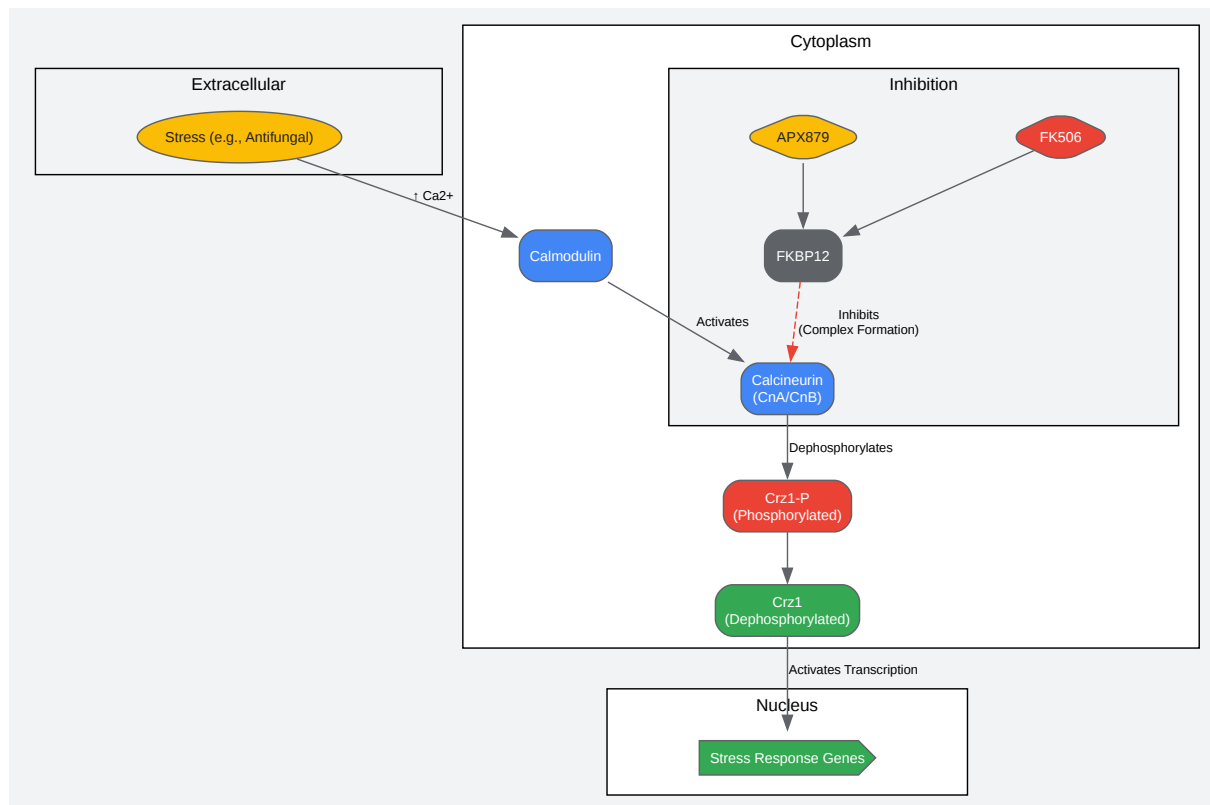 Cytoplasm
Extracellular
Inhibition
Stress (e.g., Antifungal)
APX879
FK506
↑ Ca2+
Calmodulin
FKBP12
Activates
Inhibits
(Complex Formation)
Calcineurin
(CnA/CnB)
Dephosphorylates
Crz1-P
(Phosphorylated)
Crz1
(Dephosphorylated)
Activates Transcription
Nucleus
Stress Response Genes